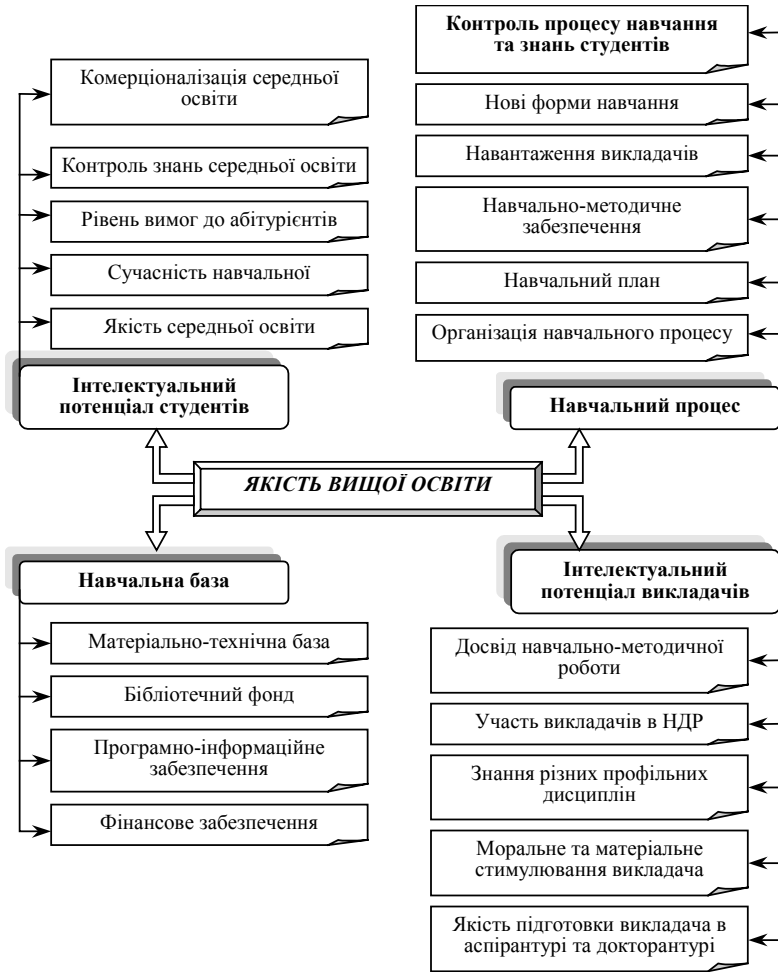 Комерціоналізація середньої
освіти
Контроль знань середньої освіти
Рівень вимог до абітурієнтів
Сучасність навчальної
Якість середньої освіти
Інтелектуальний
потенціал студентів
Контроль процесу навчання
та знань студентів
Нові форми навчання
Навантаження викладачів
Навчально-методичне
забезпечення
Навчальний план
Організація навчального процесу
Навчальний процес
ЯКІСТЬ ВИЩОЇ ОСВІТИ
Навчальна база
Матеріально-технічна база
Бібліотечний фонд
Програмно-інформаційне
забезпечення
Фінансове забезпечення
Інтелектуальний
потенціал викладачів
Досвід навчально-методичної
роботи
Участь викладачів в НДР
Знання різних профільних
дисциплін
Моральне та матеріальне
стимулювання викладача
Якість підготовки викладача в
аспірантурі та докторантурі